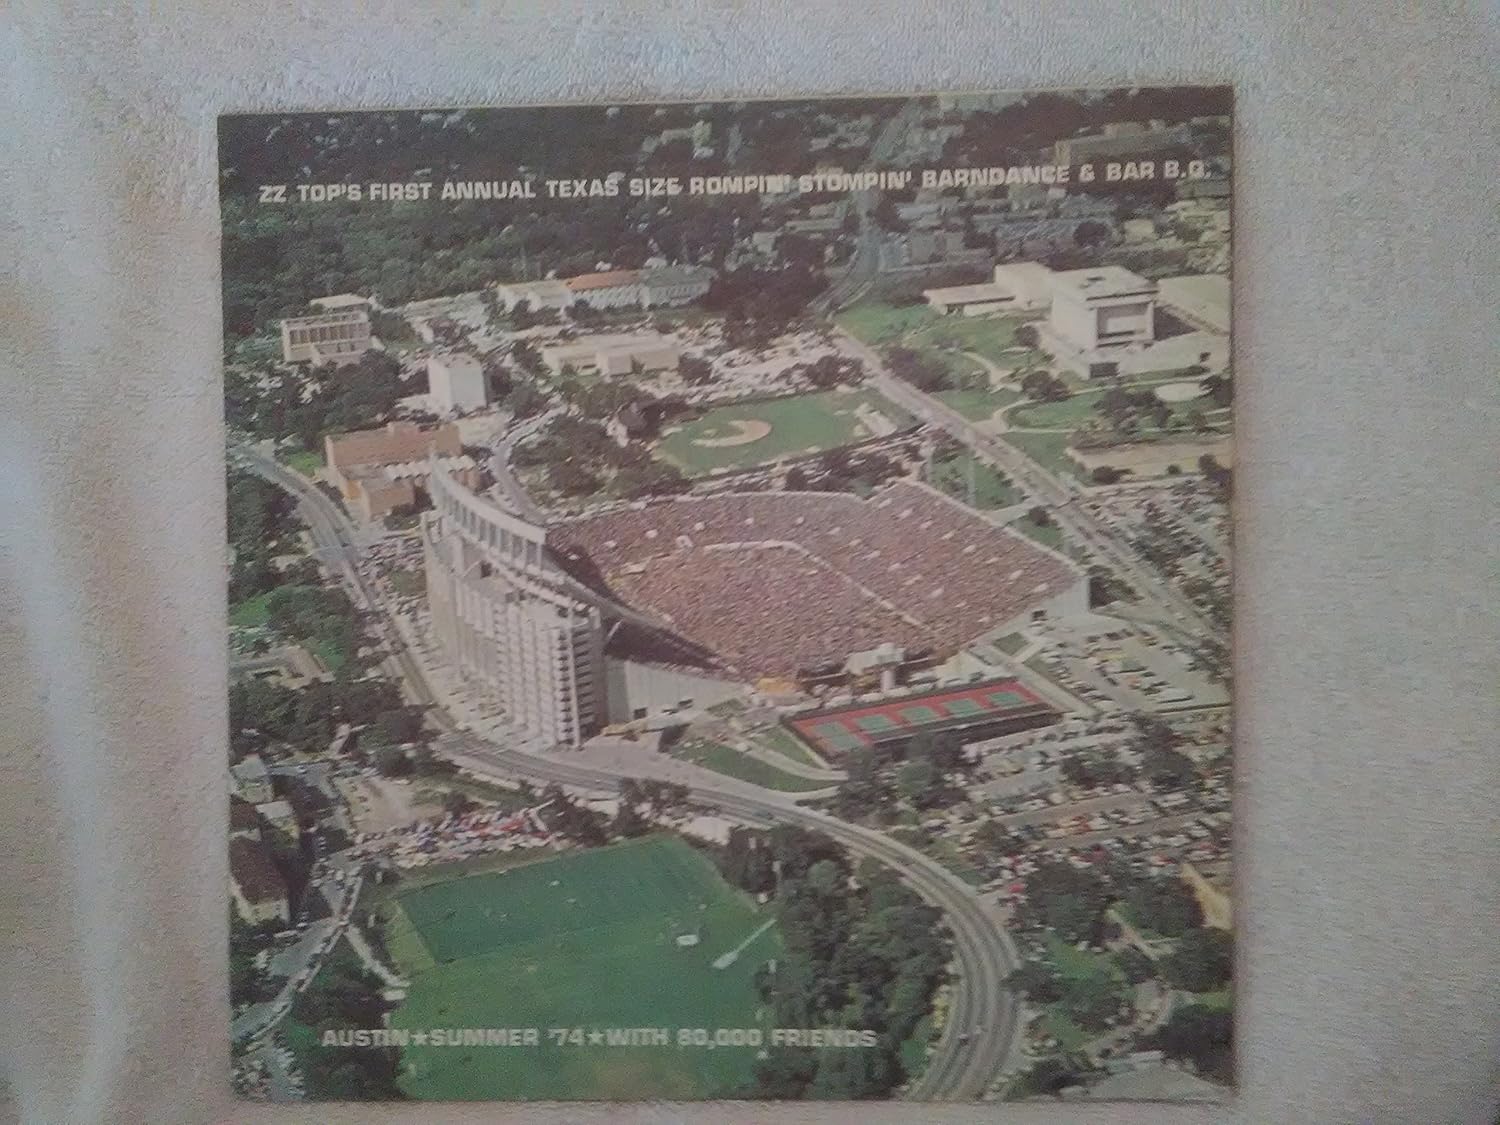 ZZ TOP'S FIRST ANNUAL TEXAS SIZE ROMPIN' STOMPIN' BARNDANCE & BAR B.Q.
AUSTIN★SUMMER '74★WITH 80,000 FRIENDS